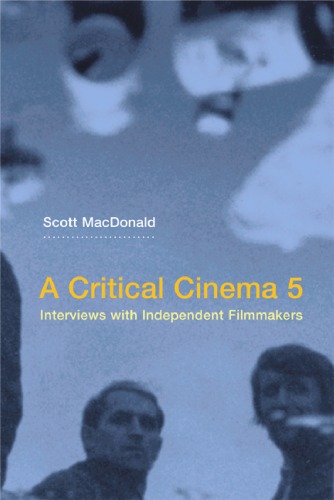 Scott MacDonald
A Critical Cinema 5
Interviews with Independent Filmmakers